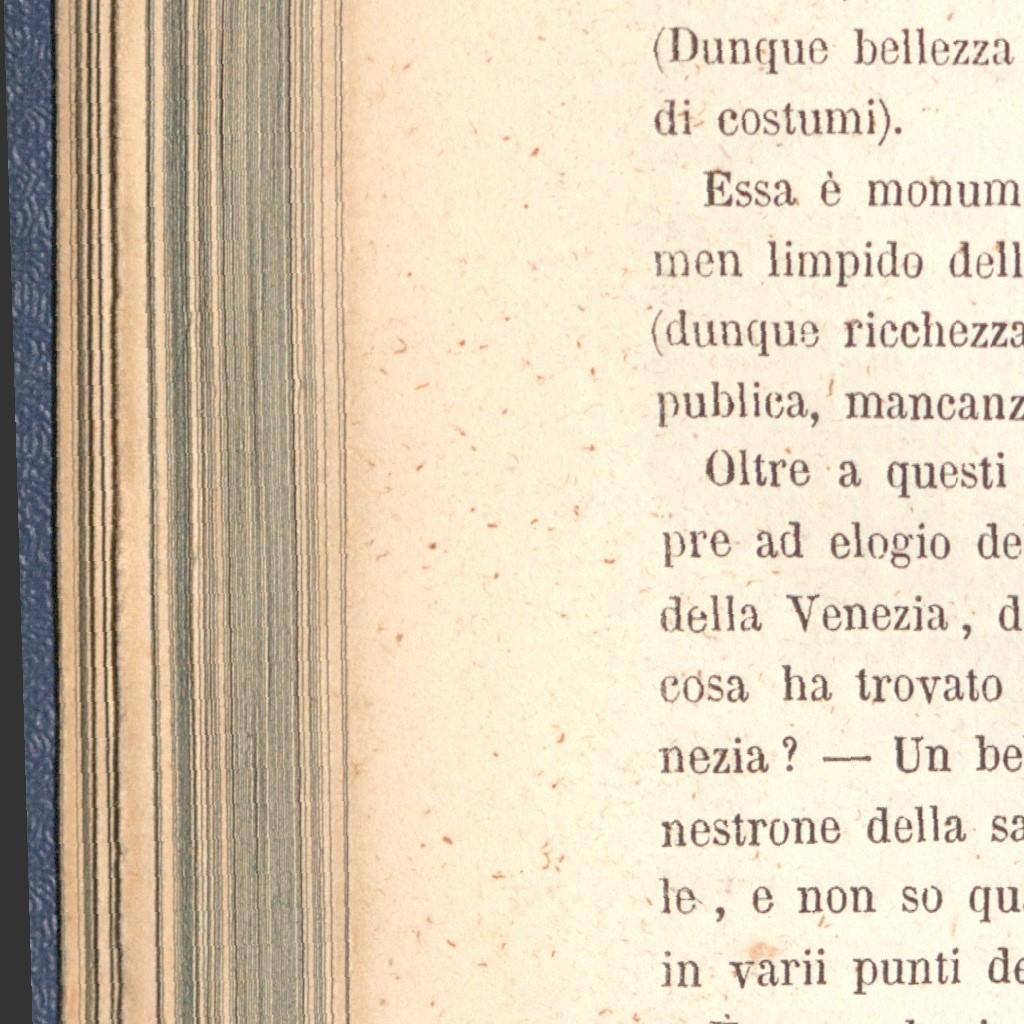 (Dunque bellezza
di costumi).
Essa è monum
men limpido dell
(dunque ricchezza
publica, mancanz
Oltre a questi
pre ad elogio de
della Venezia, d
cosa ha trovato
nezia? — Un be
nestrone della sa
le, e non so qu
in varii punti de